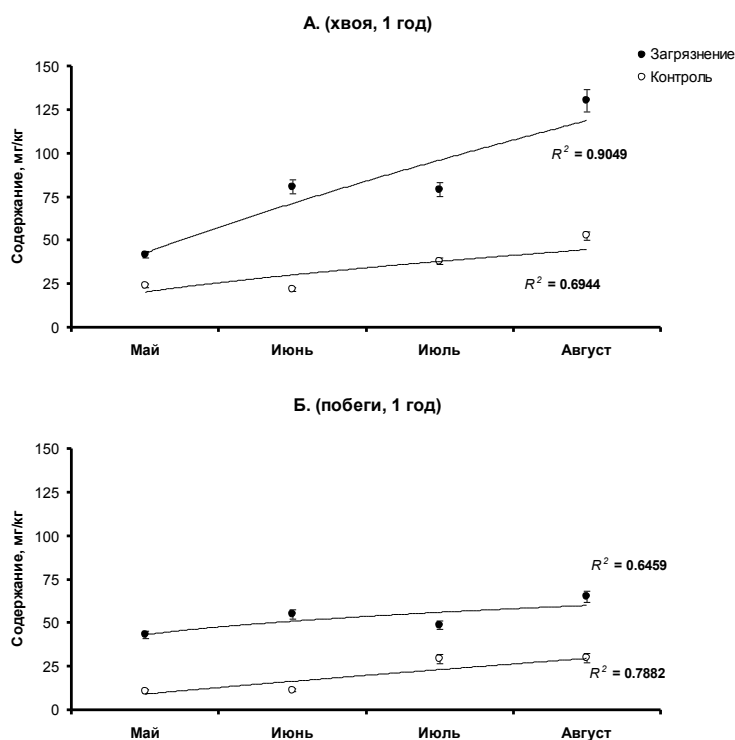 А. (хвоя, 1 год)
Загрязнение
Контроль
Содержание, мг/кг
150
125
100
75
50
25
0
R² = 0.9049
R² = 0.6944
Май Июнь Июль Август
Б. (побеги, 1 год)
Содержание, мг/кг
150
125
100
75
50
25
0
R² = 0.6459
R² = 0.7882
Май Июнь Июль Август